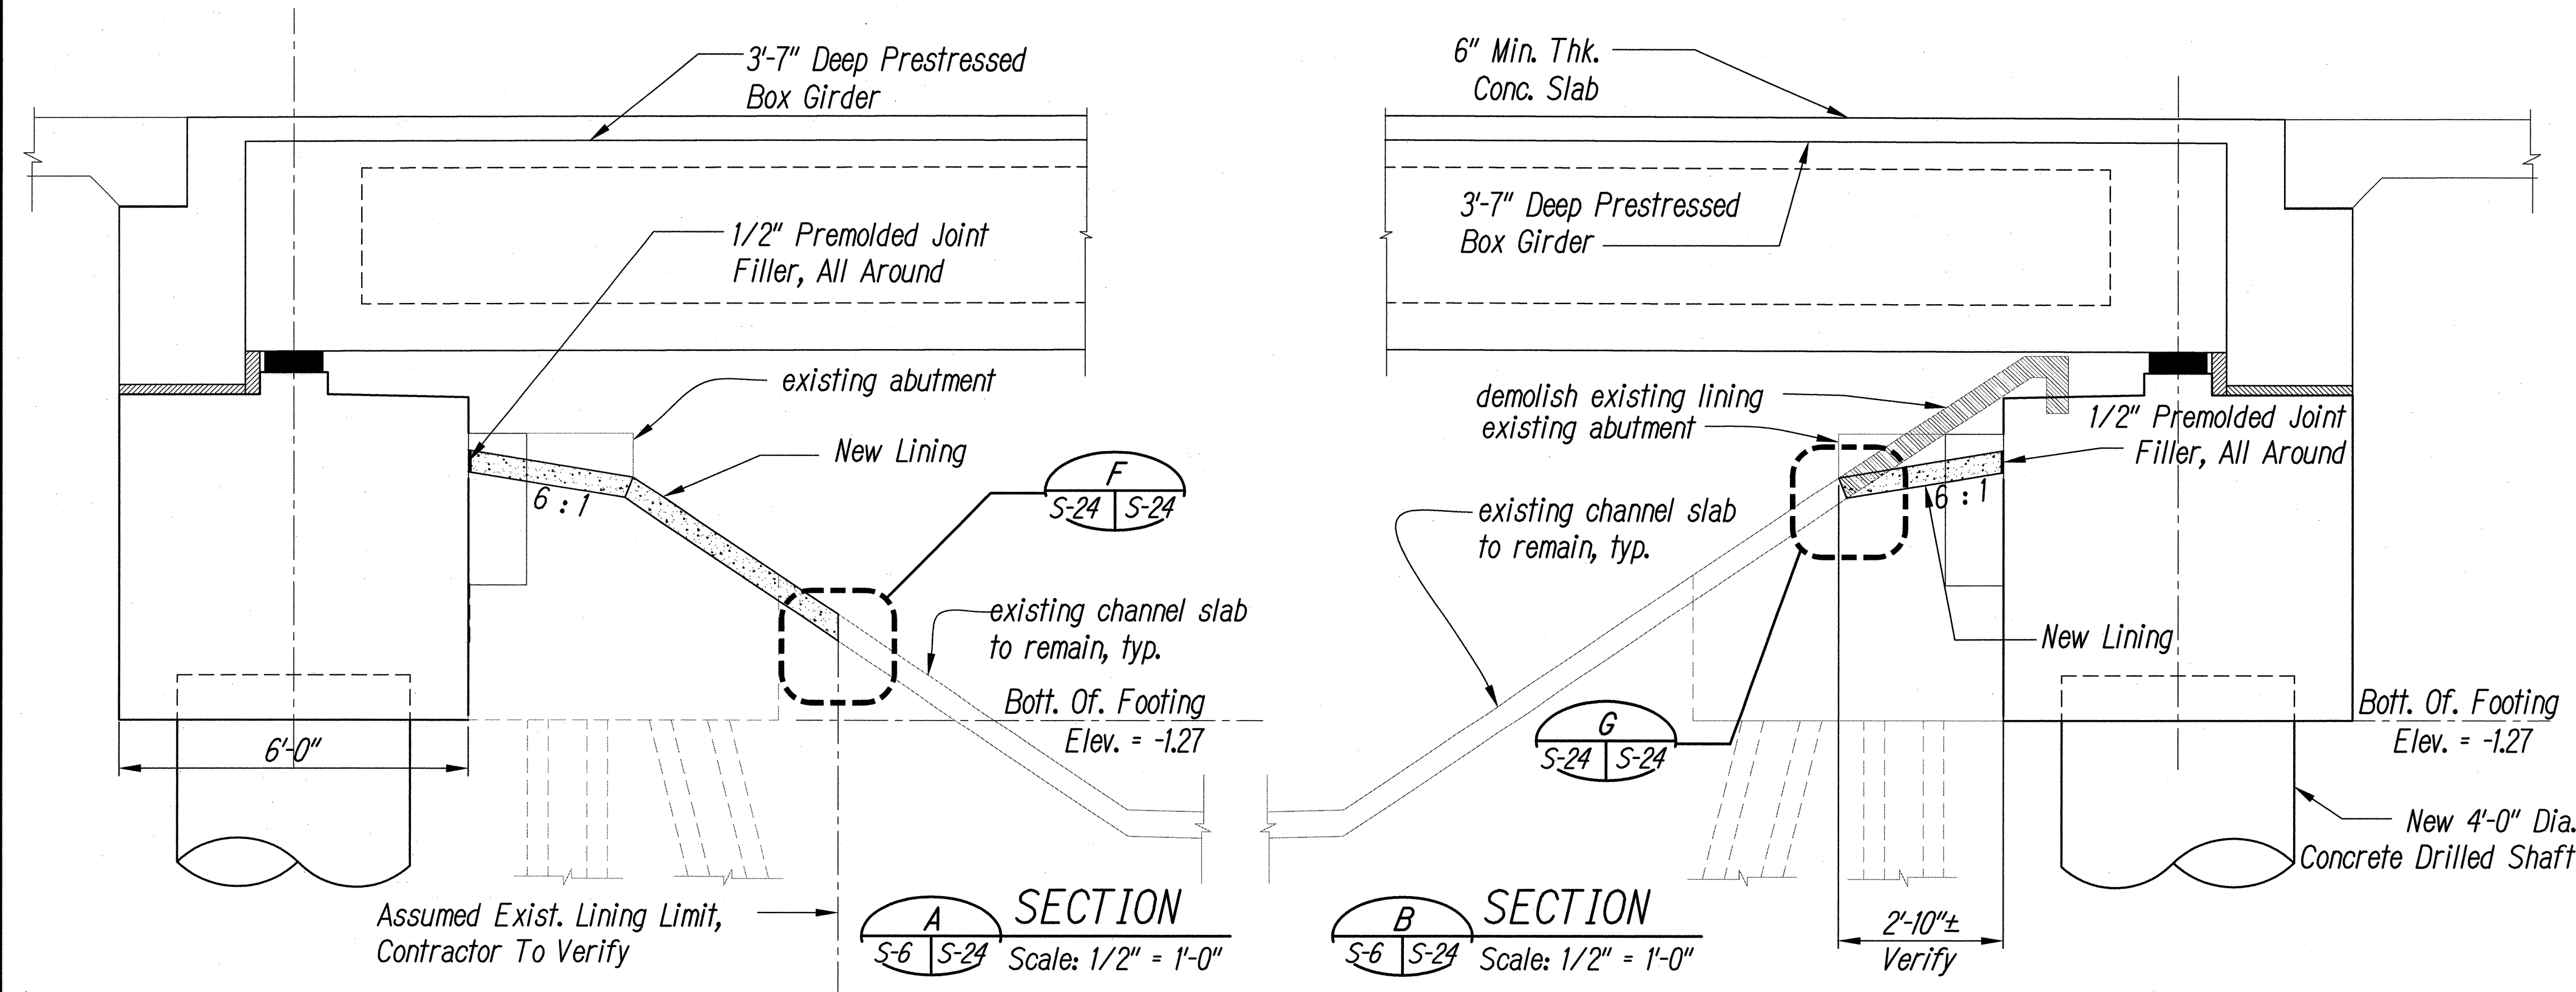 3'-7" Deep Prestressed
Box Girder
1/2" Premolded Joint
Filler, All Around
existing abutment
New Lining
6 : 1
F
S-24 S-24
existing channel slab
to remain, typ.
Bott. Of. Footing
Elev. = -1.27
6'-0"
Assumed Exist. Lining Limit,
Contractor To Verify
A
S-6 S-24
SECTION
Scale: 1/2" = 1'-0"
6" Min. Thk.
Conc. Slab
3'-7" Deep Prestressed
Box Girder
demolish existing lining
existing abutment
1/2" Premolded Joint
Filler, All Around
6 : 1
existing channel slab
to remain, typ.
New Lining
G
S-24 S-24
Bott. Of. Footing
Elev. = -1.27
New 4'-0" Dia.
Concrete Drilled Shaft
2'-10"±
Verify
B
S-6 S-24
SECTION
Scale: 1/2" = 1'-0"